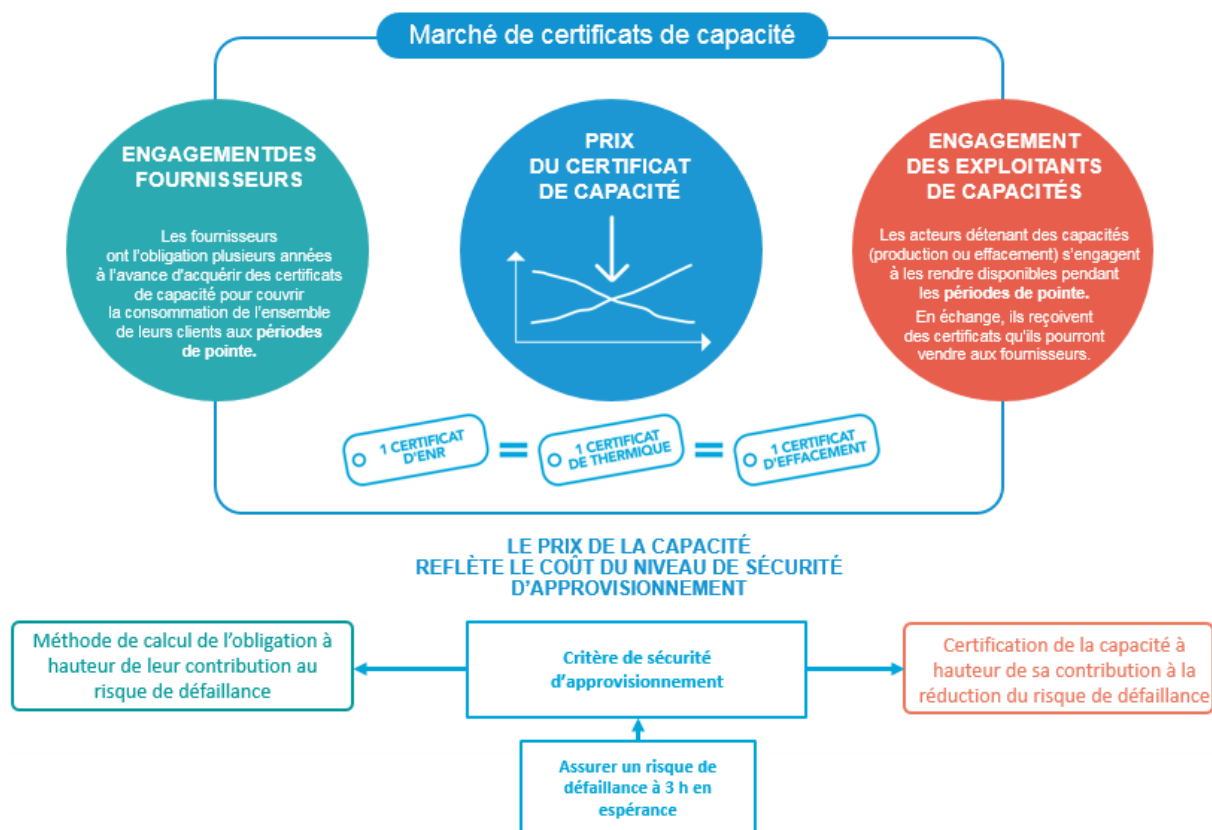 Marché de certificats de capacité
ENGAGEMENTDES
FOURNISSEURS
Les fournisseurs
ont l'obligation plusieurs années
à l'avance d'acquérir des certificats
de capacité pour couvrir
la consommation de l'ensemble
de leurs clients aux périodes
de pointe.
PRIX
DU CERTIFICAT
DE CAPACITÉ
ENGAGEMENT
DES EXPLOITANTS
DE CAPACITÉS
Les acteurs détenant des capacités
(production ou effacement) s'engagent
à les rendre disponibles pendant
les périodes de pointe.
En échange, ils reçoivent
des certificats qu'ils pourront
vendre aux fournisseurs.
1 CERTIFICAT
D'ENR
=
1 CERTIFICAT
DE THERMIQUE
=
1 CERTIFICAT
D'EFFACEMENT
LE PRIX DE LA CAPACITÉ
REFLÈTE LE COÛT DU NIVEAU DE SÉCURITÉ
D'APPROVISIONNEMENT
Méthode de calcul de l'obligation à
hauteur de leur contribution au
risque de défaillance
Critère de sécurité
d'approvisionnement
Certification de la capacité à
hauteur de sa contribution à la
réduction du risque de défaillance
Assurer un risque de
défaillance à 3 h en
espérance